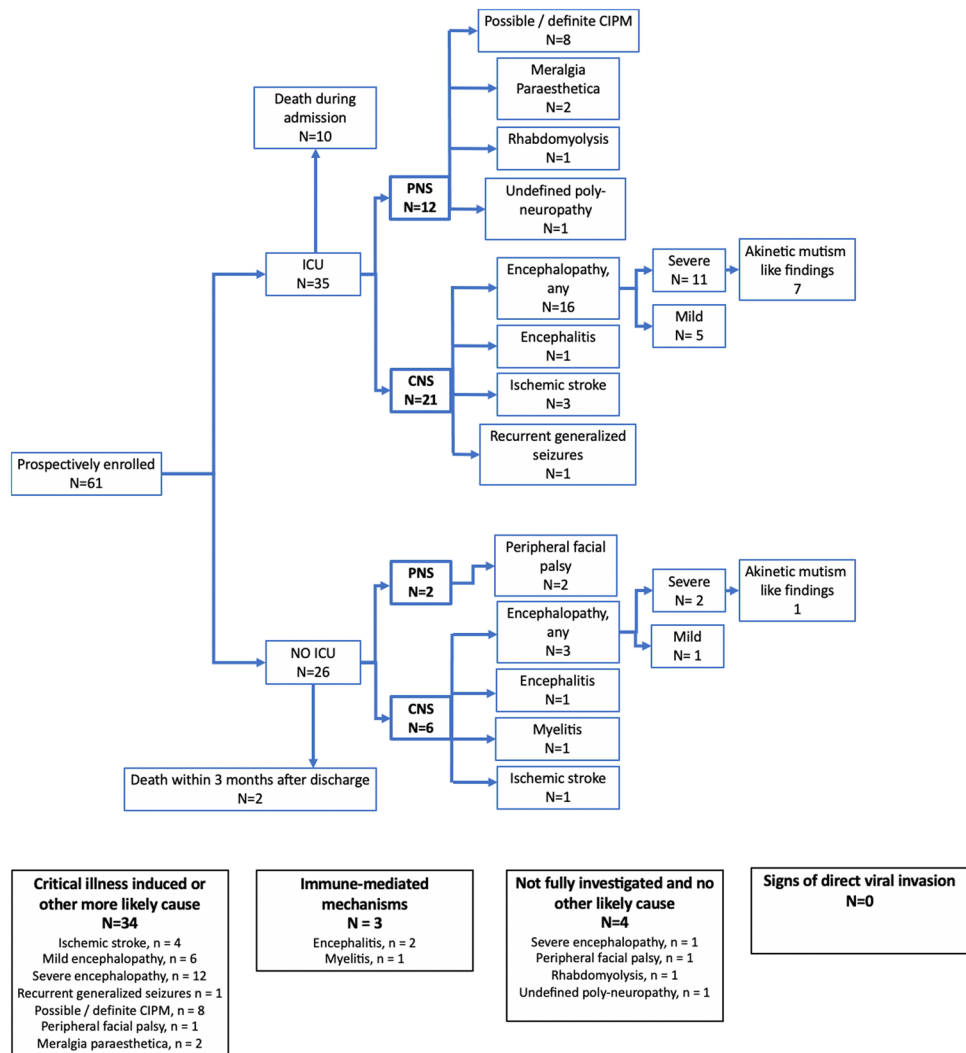 Possible / definite CIPM
N=8
Meralgia
Paraesthetica
N=2
Death during
admission
N=10
Rhabdomyolysis
N=1
PNS
N=12
Undefined poly-
neuropathy
N=1
ICU
N=35
Encephalopathy,
any
N=16
Severe
N= 11
Akinetic mutism
like findings
7
Mild
N= 5
Encephalitis
N=1
CNS
N=21
Ischemic stroke
N=3
Recurrent generalized
seizures
N=1
Prospectively enrolled
N=61
Peripheral facial
palsy
N=2
PNS
N=2
Encephalopathy,
any
N=3
Severe
N= 2
Akinetic mutism
like findings
1
Mild
N= 1
NO ICU
N=26
Encephalitis
N=1
CNS
N=6
Myelitis
N=1
Ischemic stroke
N=1
Death within 3 months after discharge
N=2
Critical illness induced or
other more likely cause
N=34
Ischemic stroke, n = 4
Mild encephalopathy, n = 6
Severe encephalopathy, n = 12
Recurrent generalized seizures n = 1
Possible / definite CIPM, n = 8
Peripheral facial palsy, n = 1
Meralgia paraesthetica, n = 2
Immune-mediated
mechanisms
N = 3
Encephalitis, n = 2
Myelitis, n = 1
Not fully investigated and no
other likely cause
N=4
Severe encephalopathy, n = 1
Peripheral facial palsy, n = 1
Rhabdomyolysis, n = 1
Undefined poly-neuropathy, n = 1
Signs of direct viral invasion
N=0